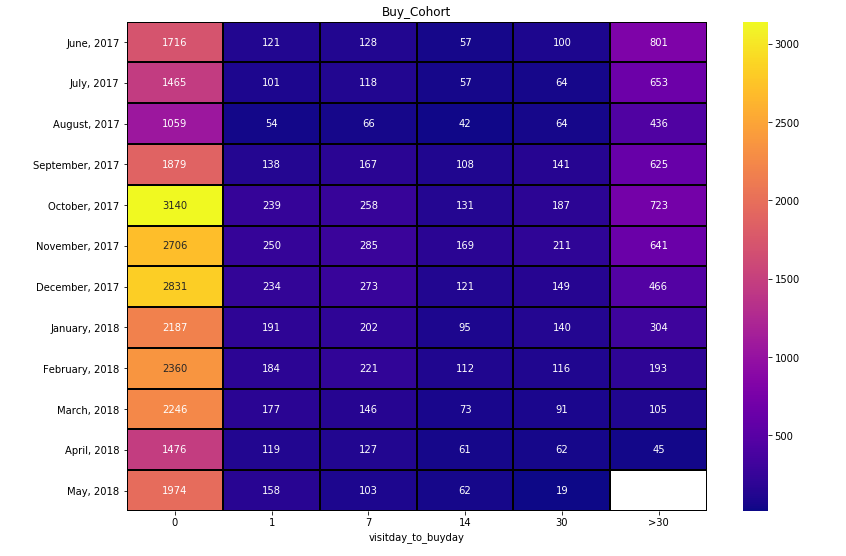 Buy_Cohort
June, 2017 1716 121 128 57 100 801
July, 2017 1465 101 118 57 64 653
August, 2017 1059 54 66 42 64 436
September, 2017 1879 138 167 108 141 625
October, 2017 3140 239 258 131 187 723
November, 2017 2706 250 285 169 211 641
December, 2017 2831 234 273 121 149 466
January, 2018 2187 191 202 95 140 304
February, 2018 2360 184 221 112 116 193
March, 2018 2246 177 146 73 91 105
April, 2018 1476 119 127 61 62 45
May, 2018 1974 158 103 62 19
0 1 7 14 30 >30
visitday_to_buyday
3000
2500
2000
1500
1000
500